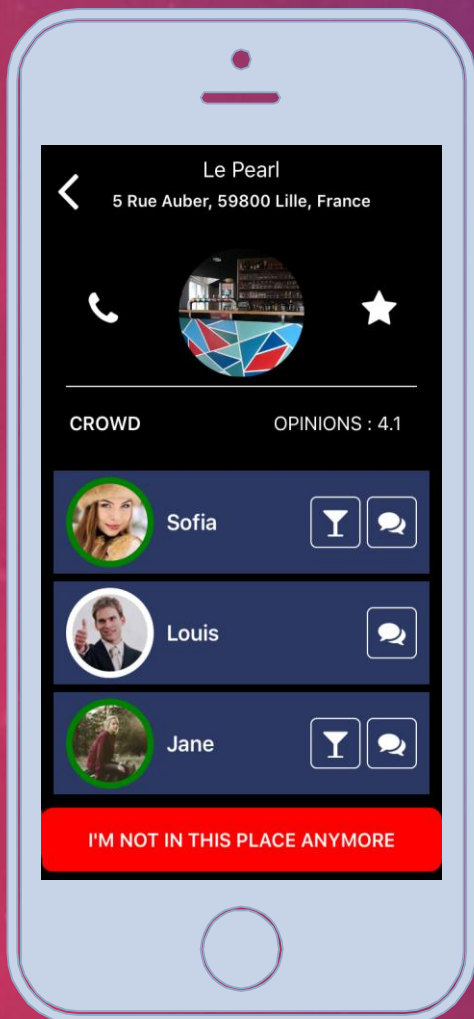 Le Pearl
5 Rue Auber, 59800 Lille, France
CROWD
OPINIONS : 4.1
Sofia
Louis
Jane
I'M NOT IN THIS PLACE ANYMORE